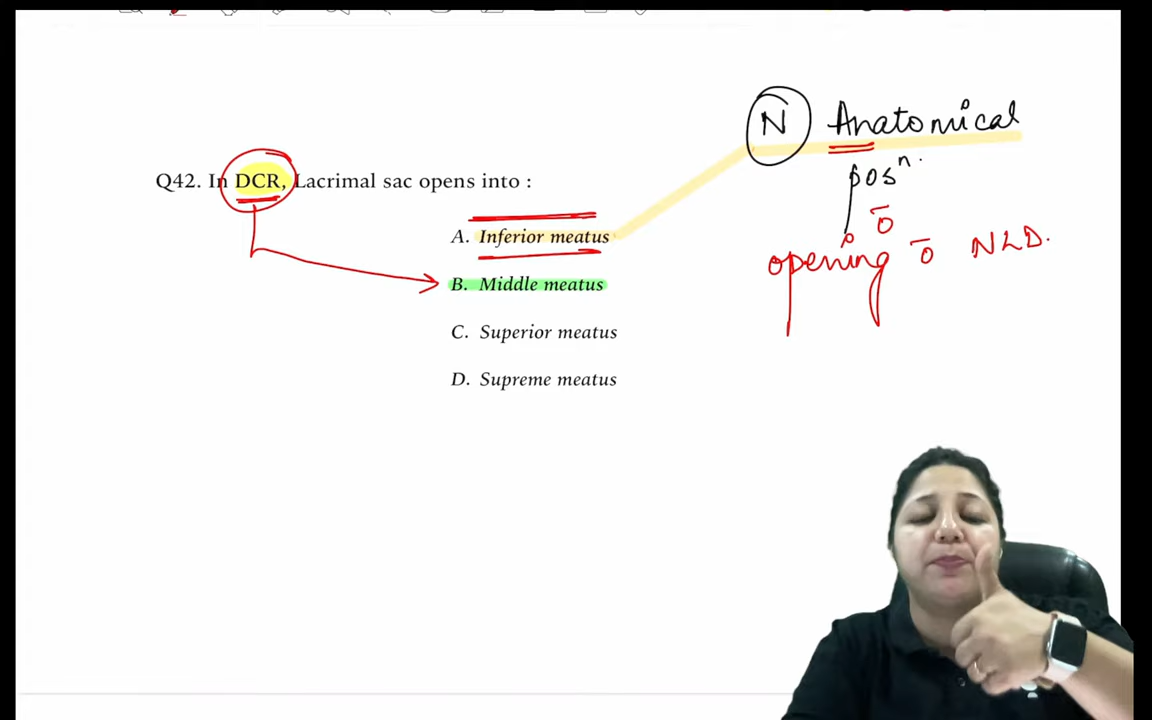 Q42. In DCR, Lacrimal sac opens into :
A. Inferior meatus
B. Middle meatus
C. Superior meatus
D. Supreme meatus
N Anatomical
posⁿ.
ō
opening ō NLD.